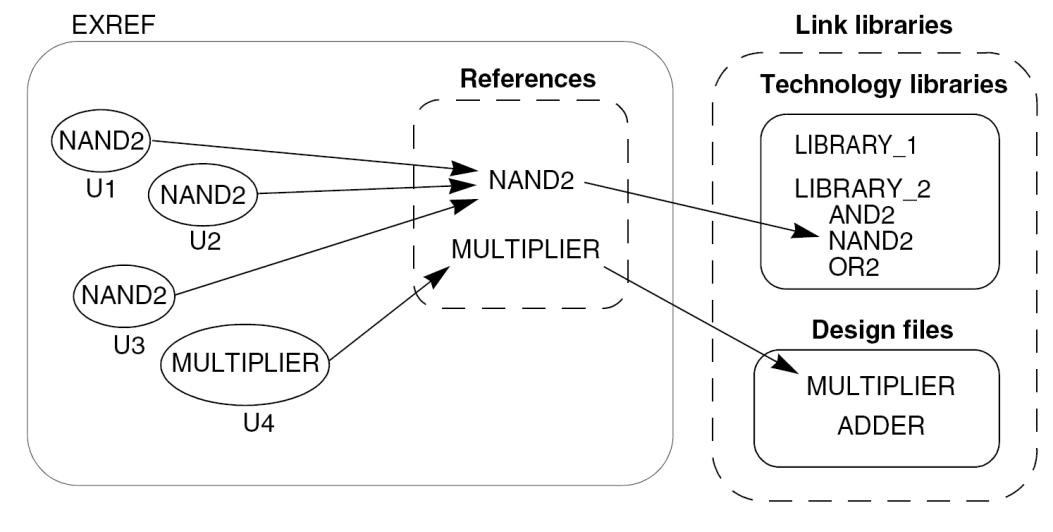 EXREF
References
NAND2
U1
NAND2
U2
NAND2
U3
MULTIPLIER
U4
NAND2
MULTIPLIER
Link libraries
Technology libraries
LIBRARY_1
LIBRARY_2
AND2
NAND2
OR2
Design files
MULTIPLIER
ADDER